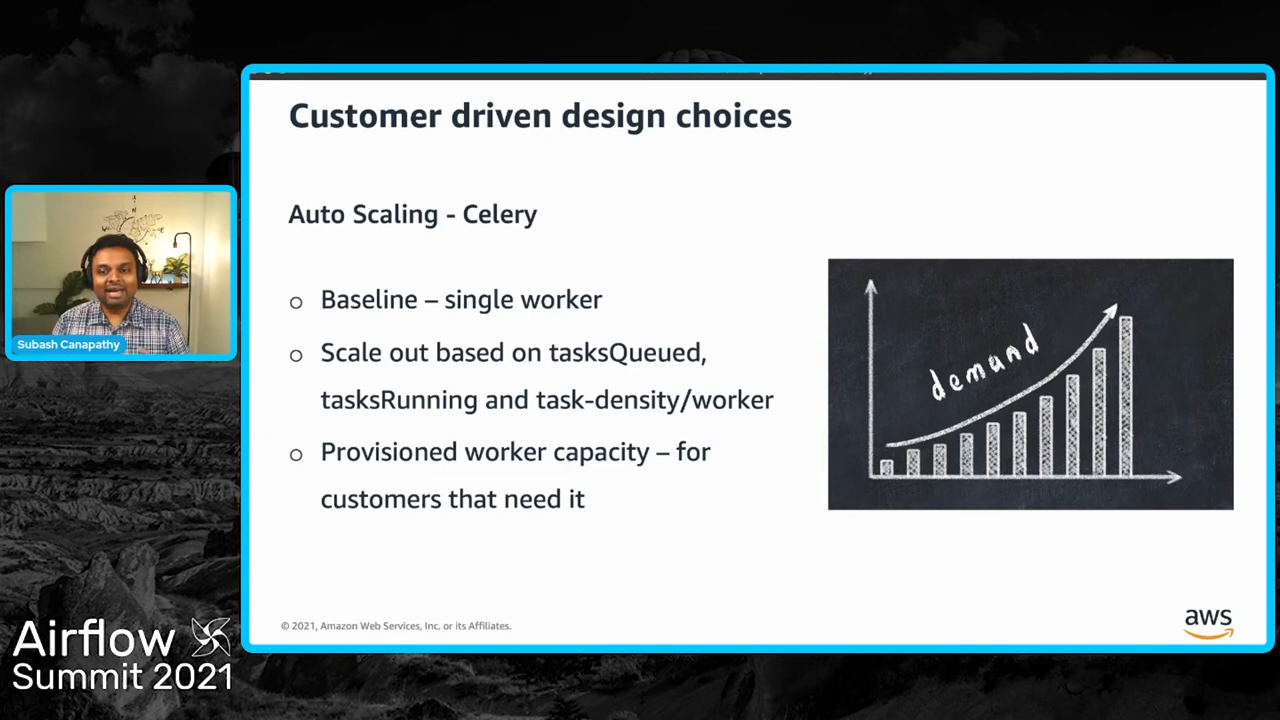 Customer driven design choices
Auto Scaling - Celery
○ Baseline – single worker
○ Scale out based on tasksQueued,
tasksRunning and task-density/worker
○ Provisioned worker capacity – for
customers that need it
demand
© 2021, Amazon Web Services, Inc. or its Affiliates.
aws
Subash Canapathy
Airflow
Summit 2021